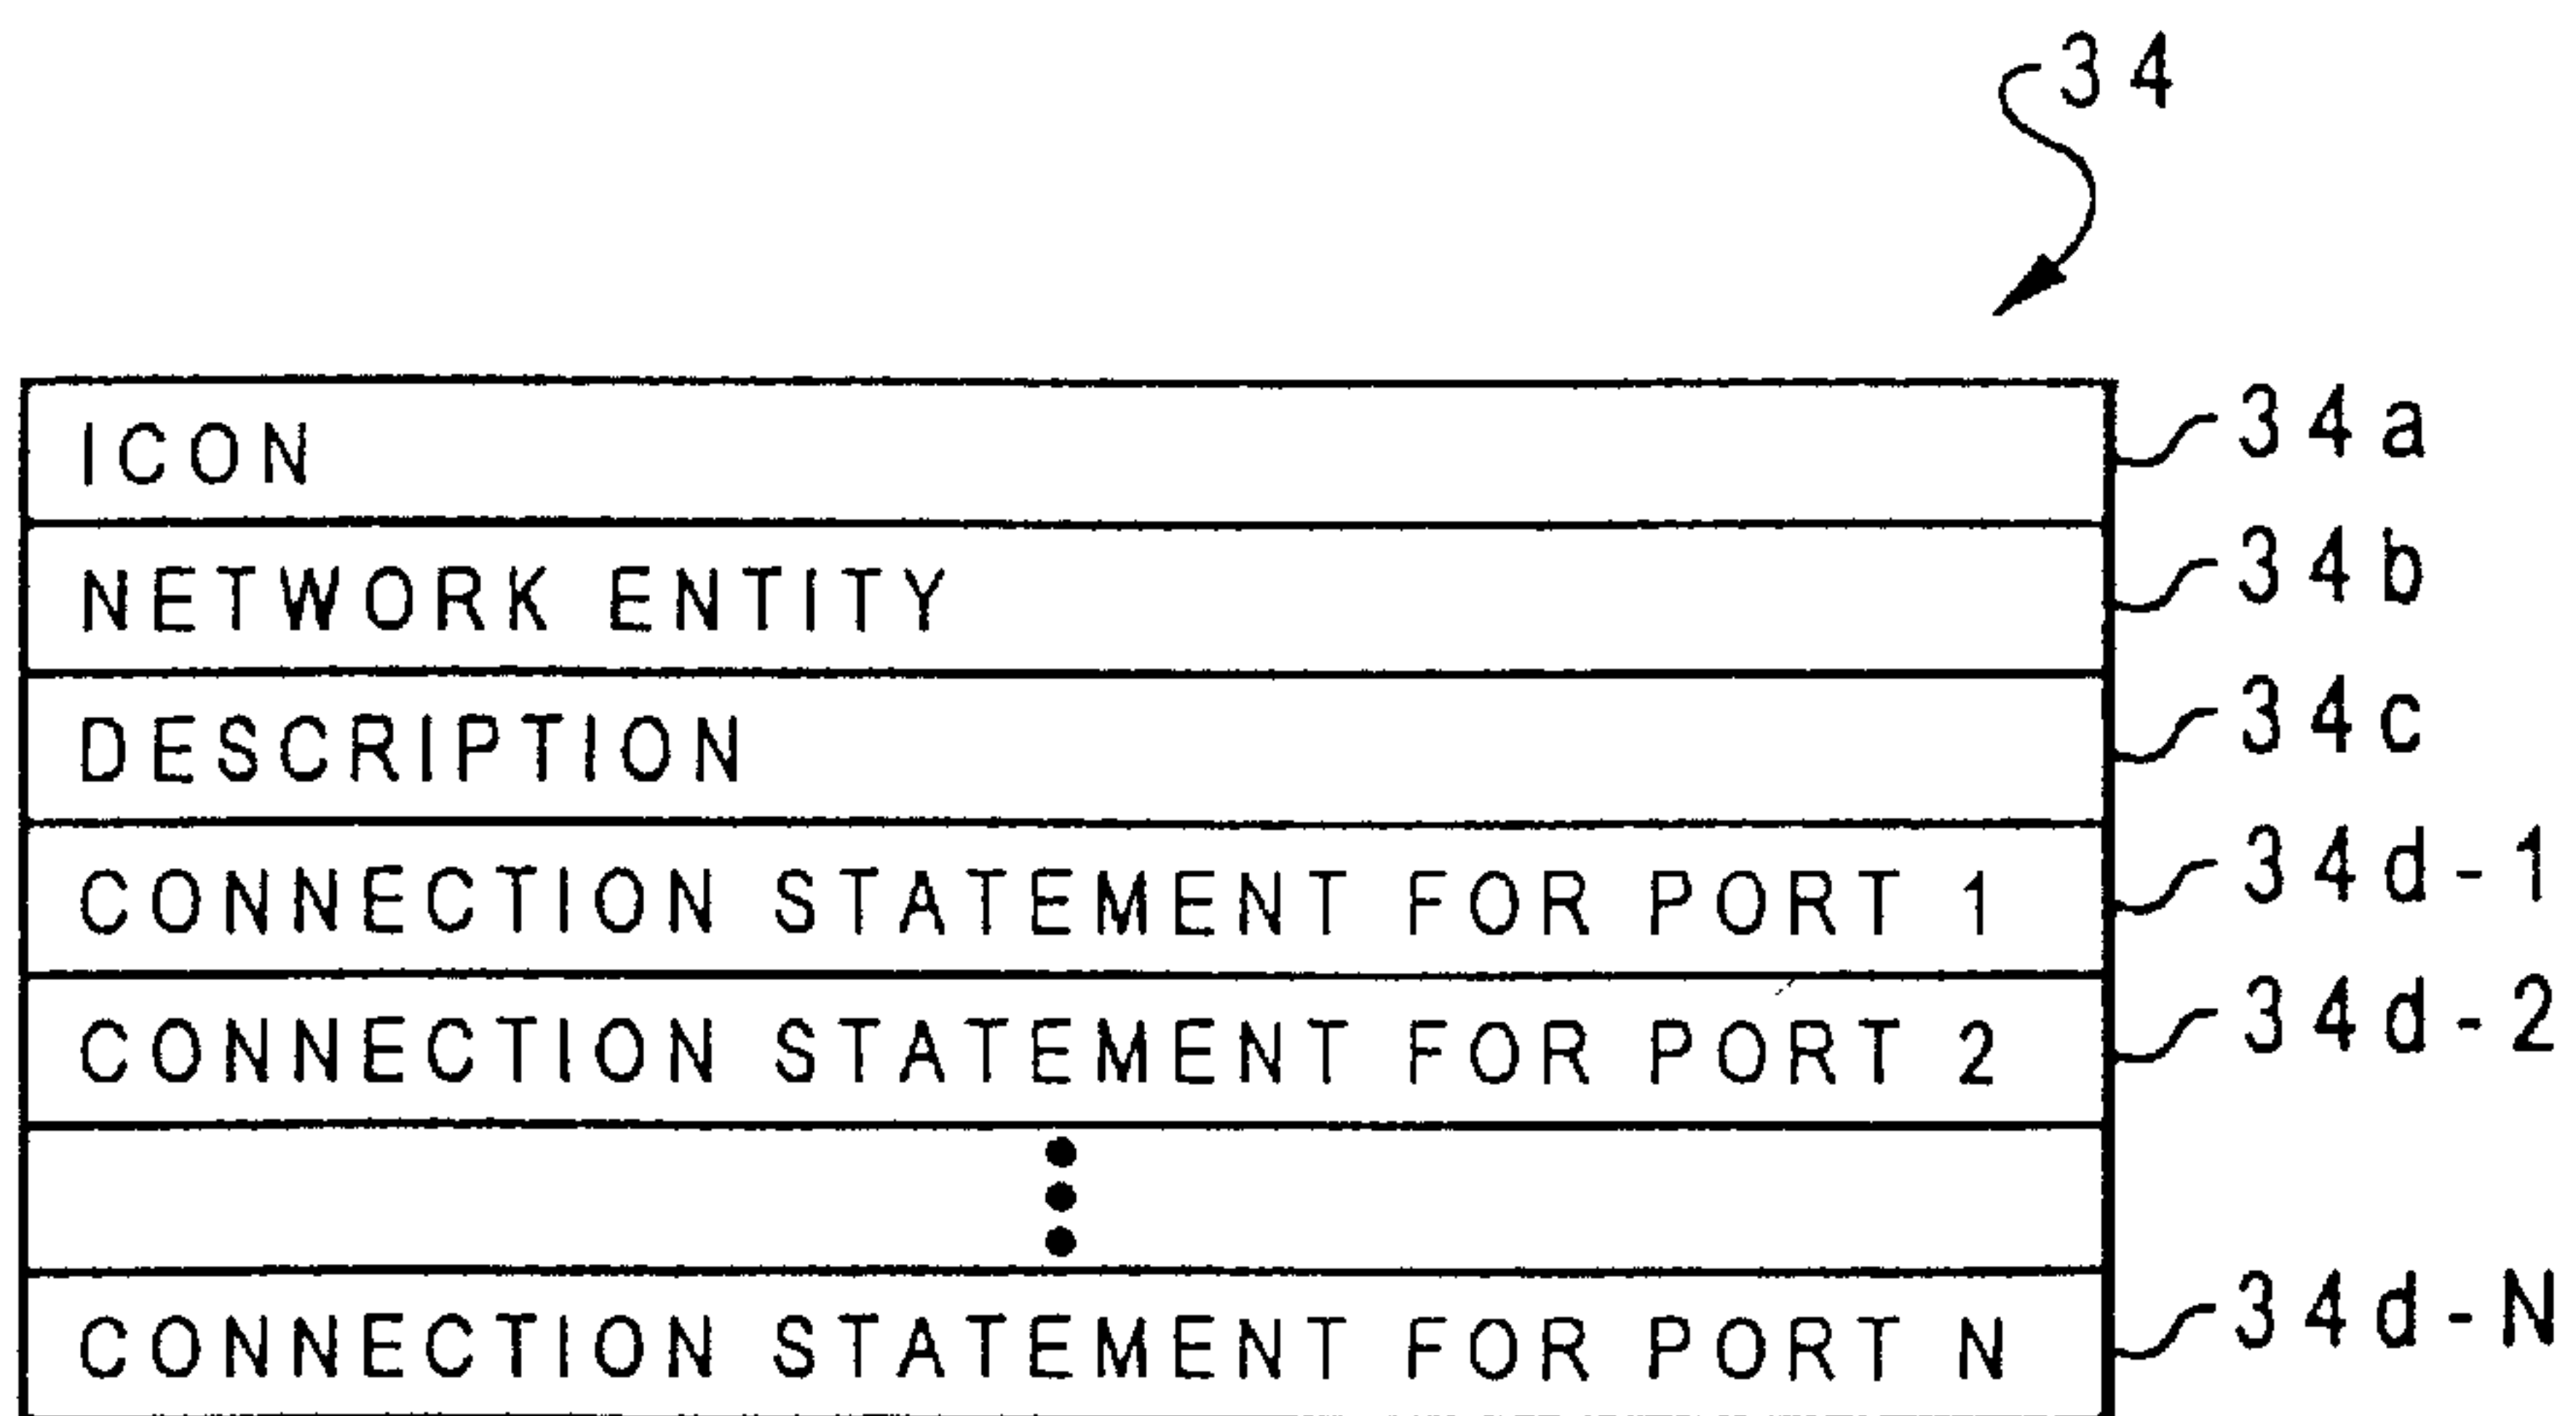 34
ICON 34a
NETWORK ENTITY 34b
DESCRIPTION 34c
CONNECTION STATEMENT FOR PORT 1 34d-1
CONNECTION STATEMENT FOR PORT 2 34d-2
CONNECTION STATEMENT FOR PORT N 34d-N